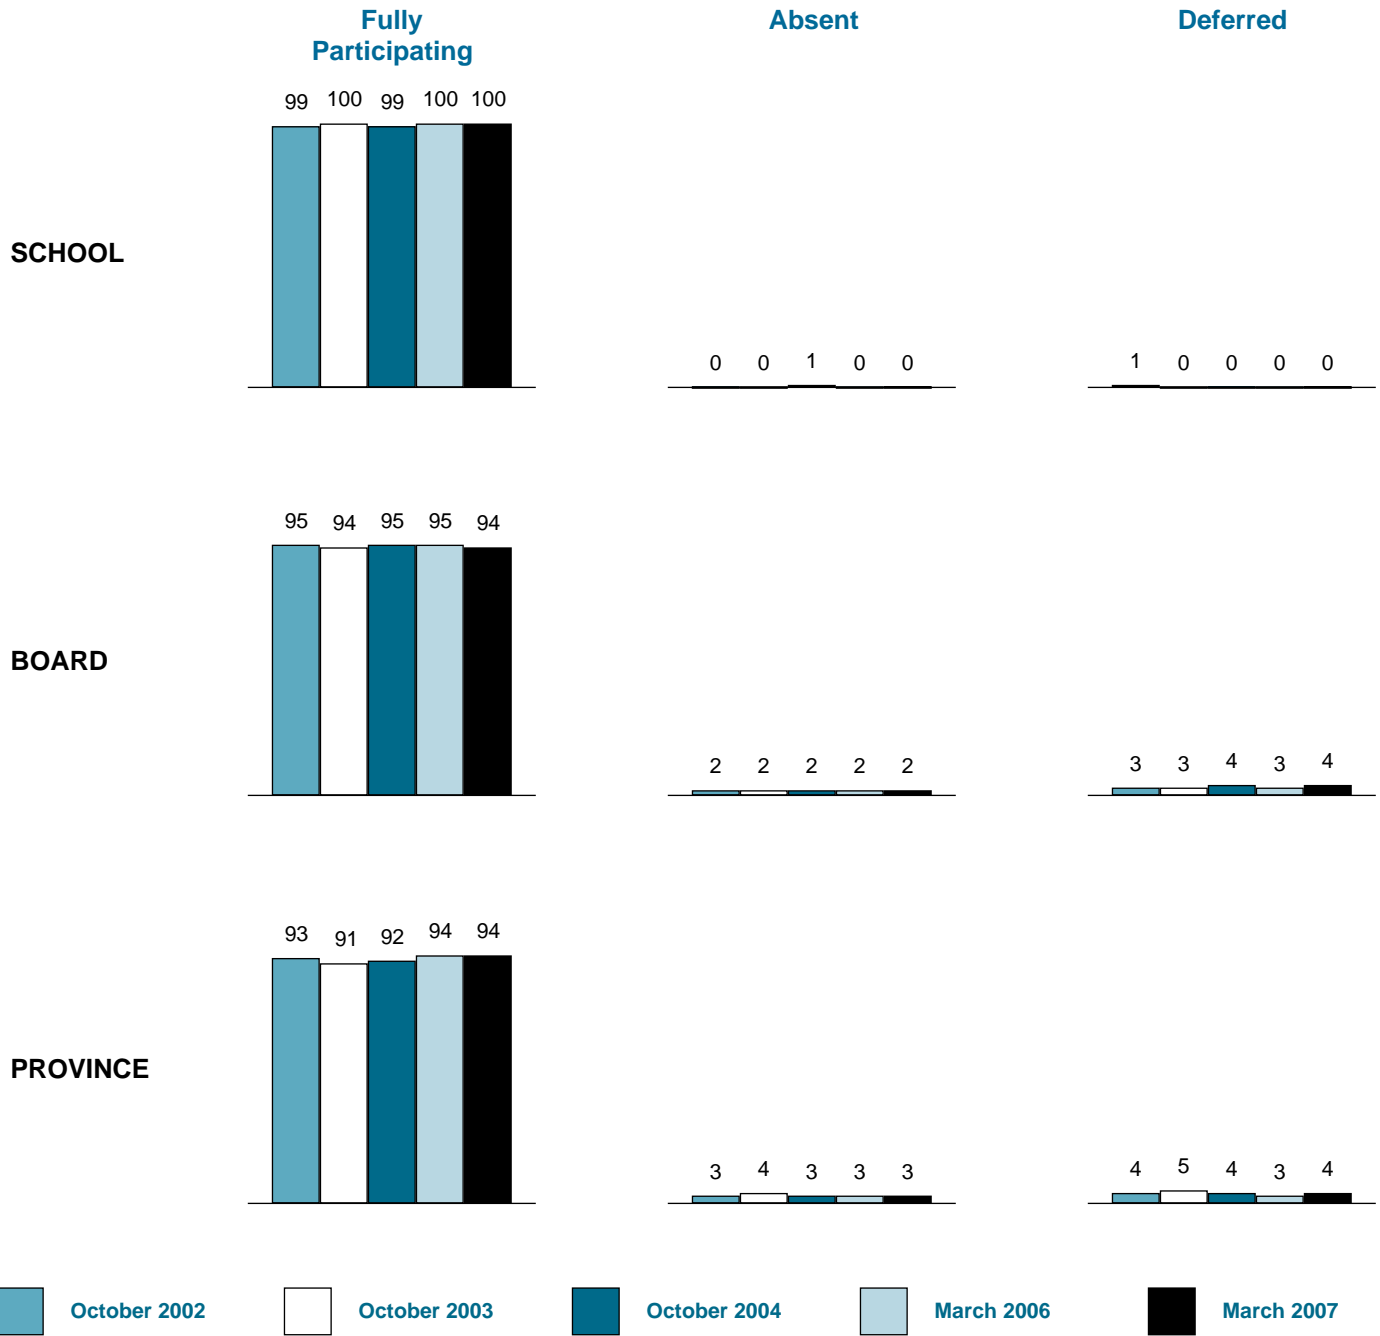 Fully
Participating
Absent
Deferred
SCHOOL
99 100 99 100 100
0 0 1 0 0
1 0 0 0 0
BOARD
95 94 95 95 94
2 2 2 2 2
3 3 4 3 4
PROVINCE
93 91 92 94 94
3 4 3 3 3
4 5 4 3 4
October 2002
October 2003
October 2004
March 2006
March 2007